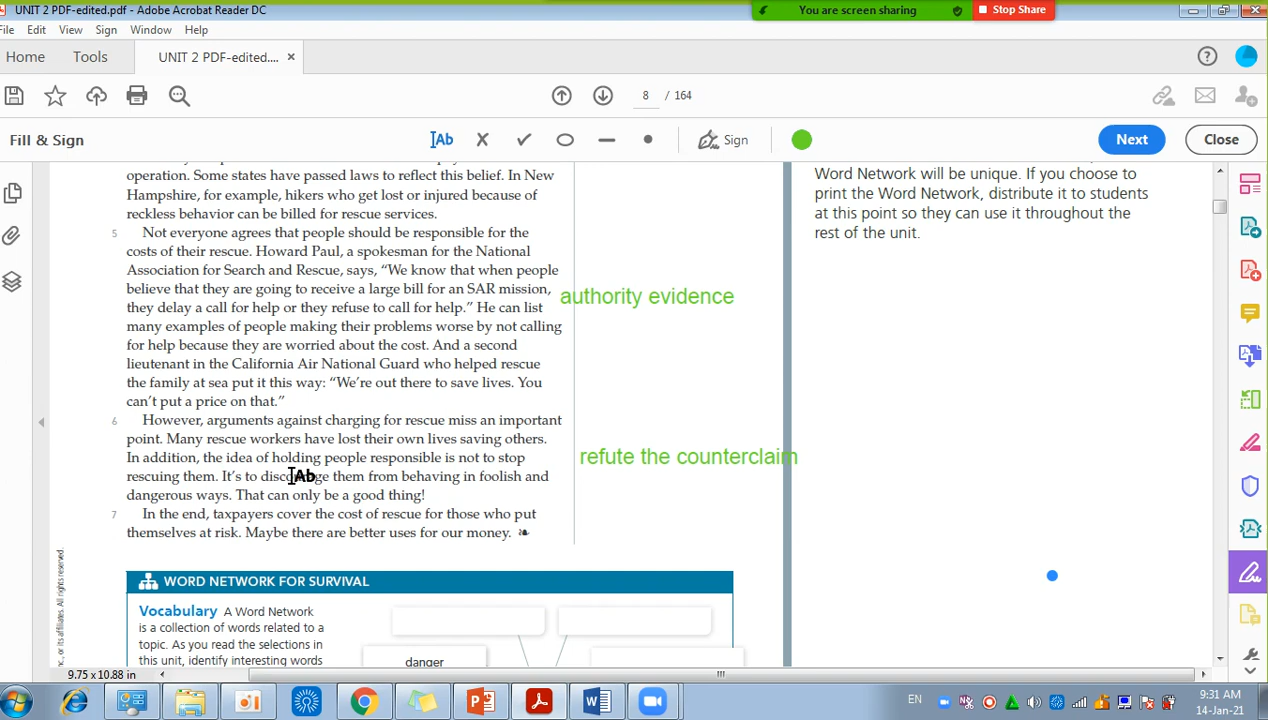 UNIT 2 PDF-edited.pdf - Adobe Acrobat Reader DC
You are screen sharing
Stop Share
File Edit View Sign Window Help
Home Tools UNIT 2 PDF-edited.... ×
8 / 164
Fill & Sign
Ab
Sign
Next
Close
operation. Some states have passed laws to reflect this belief. In New
Hampshire, for example, hikers who get lost or injured because of
reckless behavior can be billed for rescue services.
5 Not everyone agrees that people should be responsible for the
costs of their rescue. Howard Paul, a spokesman for the National
Association for Search and Rescue, says, “We know that when people
believe that they are going to receive a large bill for an SAR mission,
they delay a call for help or they refuse to call for help.” He can list
many examples of people making their problems worse by not calling
for help because they are worried about the cost. And a second
lieutenant in the California Air National Guard who helped rescue
the family at sea put it this way: “We’re out there to save lives. You
can’t put a price on that.”
6 However, arguments against charging for rescue miss an important
point. Many rescue workers have lost their own lives saving others.
In addition, the idea of holding people responsible is not to stop
rescuing them. It’s to discourage them from behaving in foolish and
dangerous ways. That can only be a good thing!
7 In the end, taxpayers cover the cost of rescue for those who put
themselves at risk. Maybe there are better uses for our money. ❧
authority evidence
refute the counterclaim
Ab
WORD NETWORK FOR SURVIVAL
Vocabulary A Word Network
is a collection of words related to a
topic. As you read the selections in
this unit, identify interesting words
danger
Word Network will be unique. If you choose to
print the Word Network, distribute it to students
at this point so they can use it throughout the
rest of the unit.
nc., or its affiliates. All rights reserved.
9.75 x 10.88 in
EN
9:31 AM
14-Jan-21